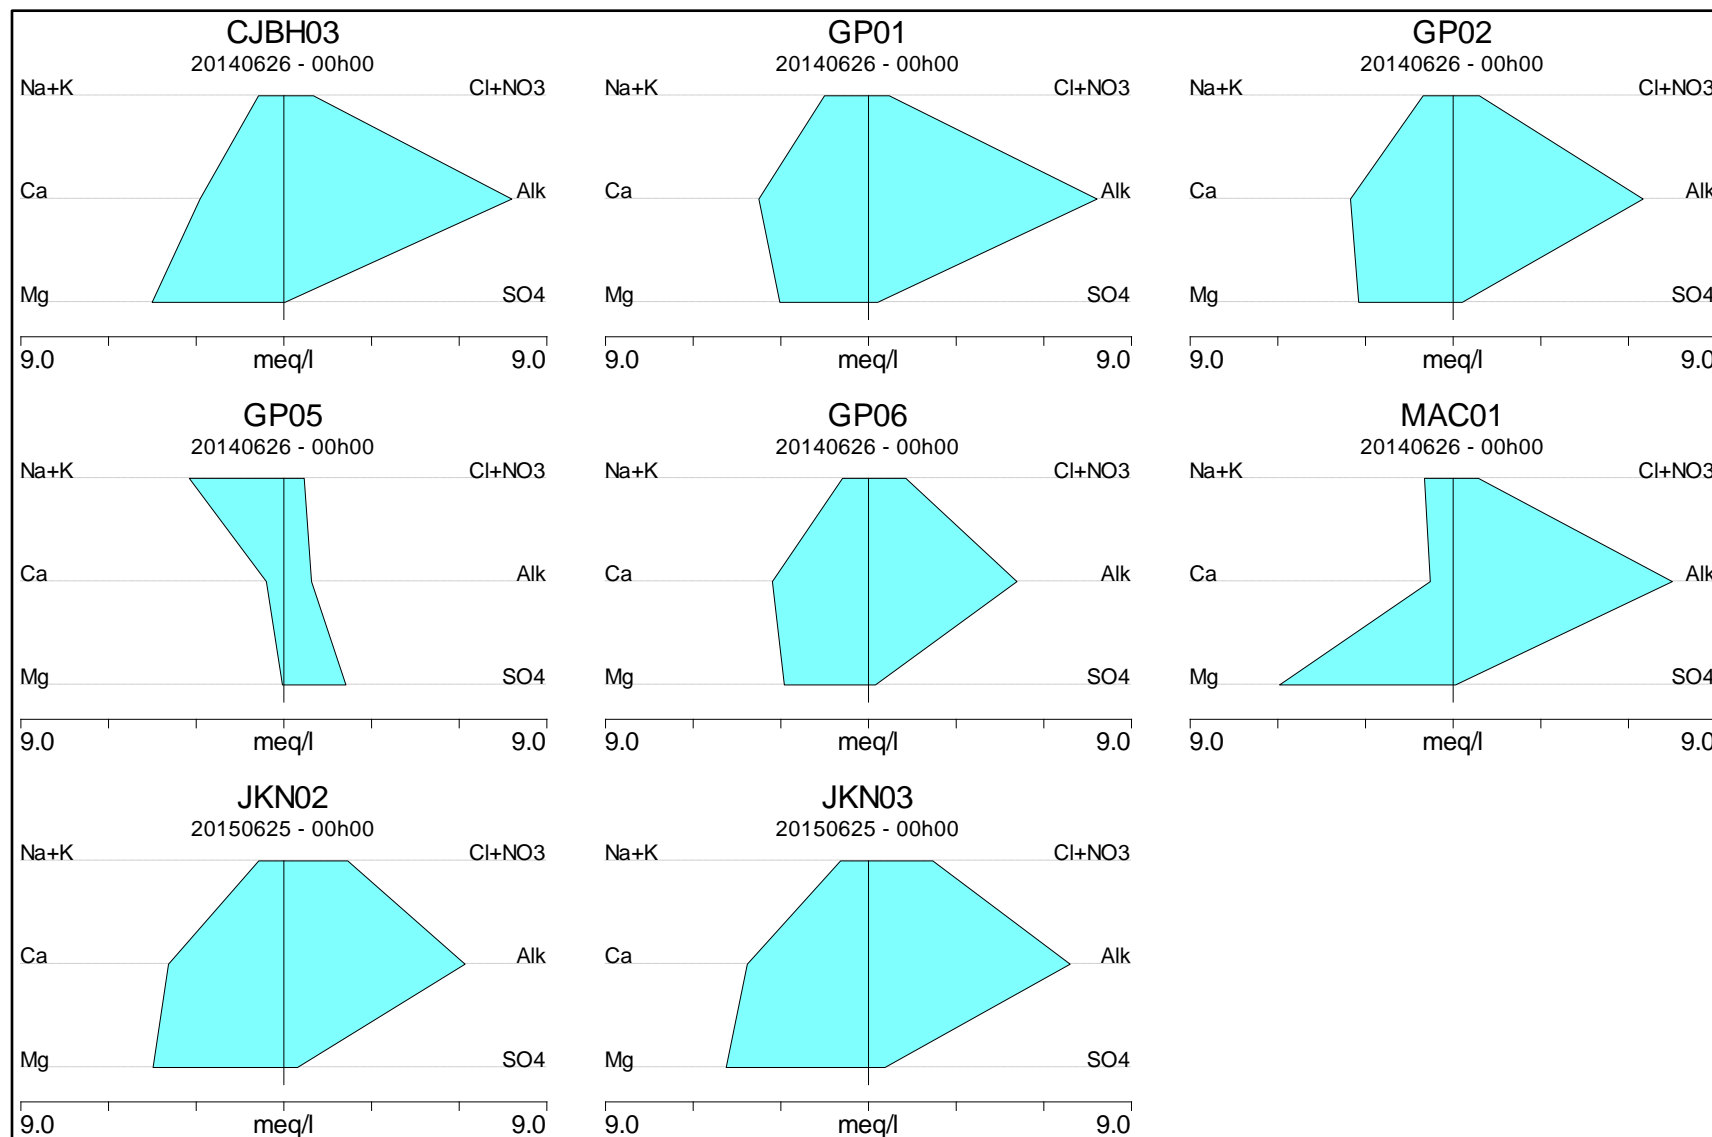 CJBH03
20140626 - 00h00
Na+K Cl+NO3
Ca Alk
Mg SO4
9.0 meq/l 9.0
GP01
20140626 - 00h00
Na+K Cl+NO3
Ca Alk
Mg SO4
9.0 meq/l 9.0
GP02
20140626 - 00h00
Na+K Cl+NO3
Ca Alk
Mg SO4
9.0 meq/l 9.0
GP05
20140626 - 00h00
Na+K Cl+NO3
Ca Alk
Mg SO4
9.0 meq/l 9.0
GP06
20140626 - 00h00
Na+K Cl+NO3
Ca Alk
Mg SO4
9.0 meq/l 9.0
MAC01
20140626 - 00h00
Na+K Cl+NO3
Ca Alk
Mg SO4
9.0 meq/l 9.0
JKN02
20150625 - 00h00
Na+K Cl+NO3
Ca Alk
Mg SO4
9.0 meq/l 9.0
JKN03
20150625 - 00h00
Na+K Cl+NO3
Ca Alk
Mg SO4
9.0 meq/l 9.0